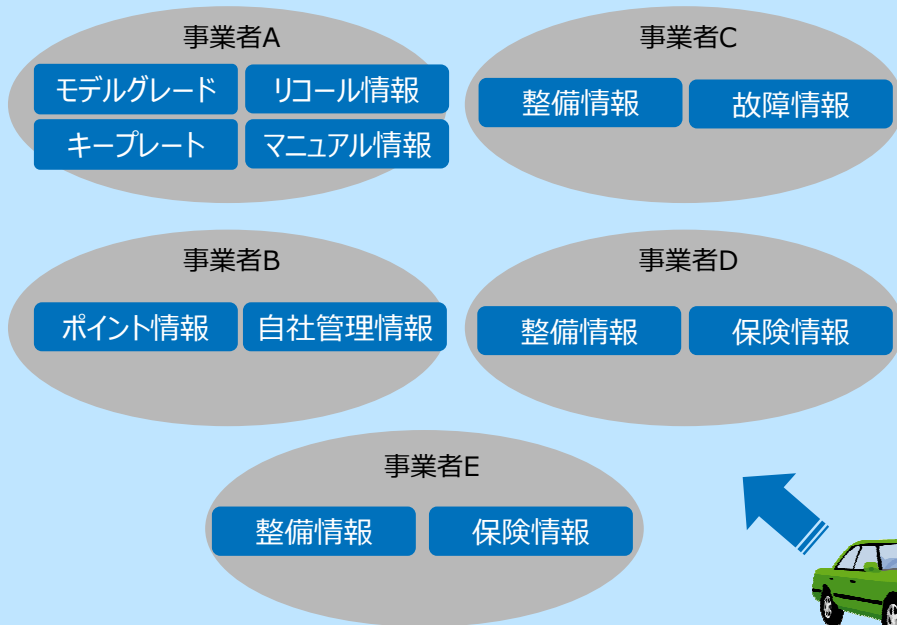 事業者A
モデルグレード
リコール情報
キープレート
マニュアル情報
事業者C
整備情報
故障情報
事業者B
ポイント情報
自社管理情報
事業者D
整備情報
保険情報
事業者E
整備情報
保険情報